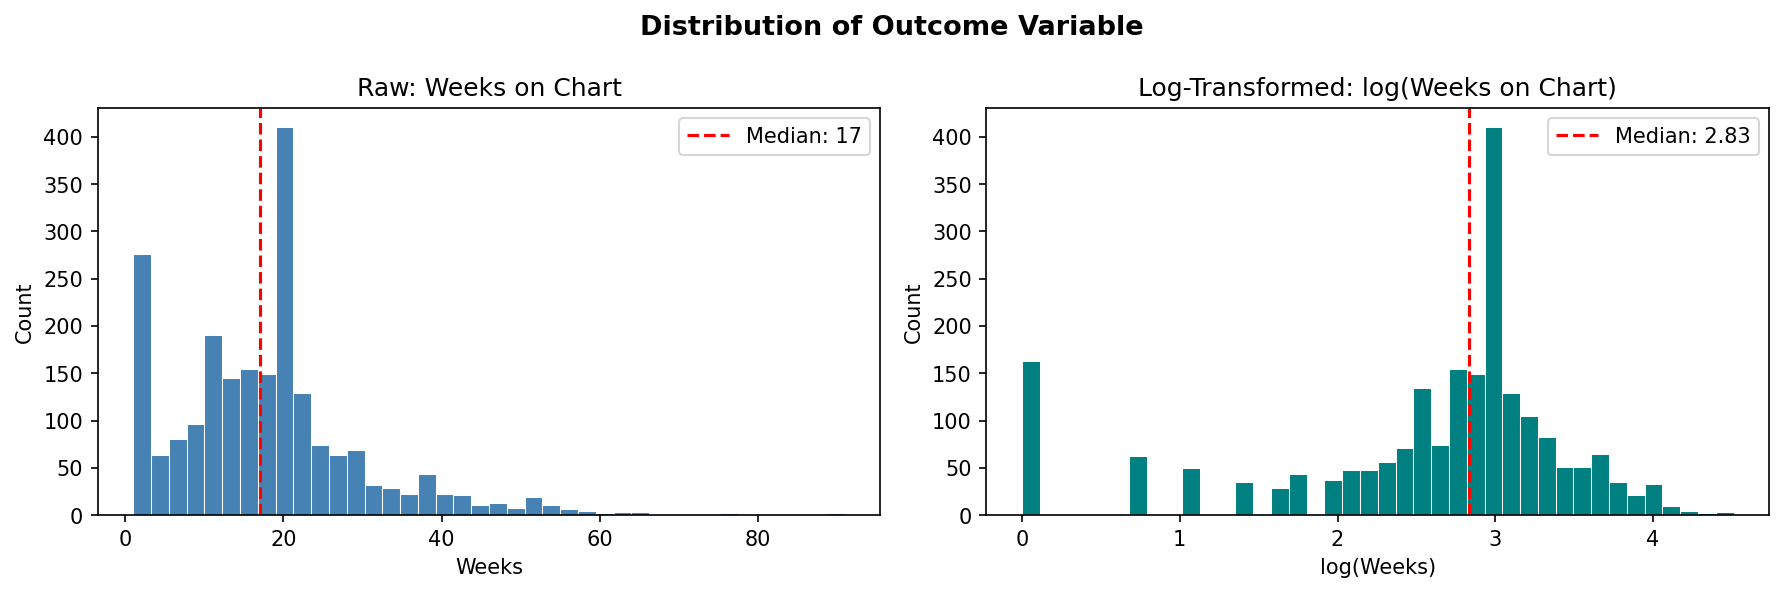 Distribution of Outcome Variable
Raw: Weeks on Chart
400
350
300
250
200
150
100
50
0
Count
Median: 17
0 20 40 60 80
Weeks
Log-Transformed: log(Weeks on Chart)
400
350
300
250
200
150
100
50
0
Count
Median: 2.83
0 1 2 3 4
log(Weeks)